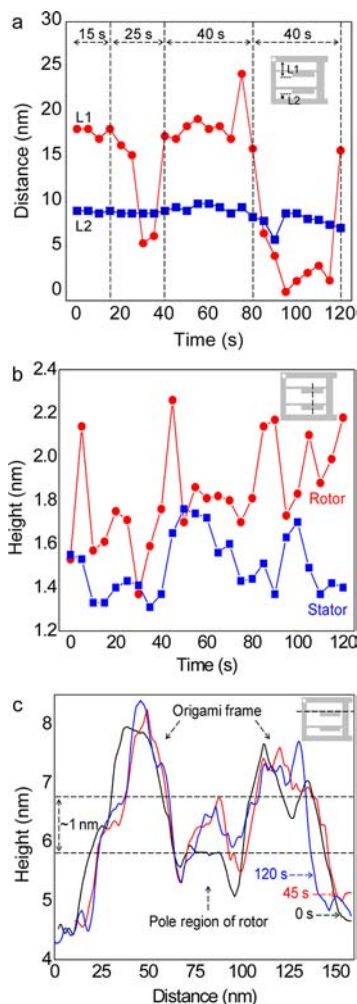 a
15 s 25 s 40 s 40 s
30
25
20
15
10
5
0
Distance (nm)
L1
L2
L1
L2
0 20 40 60 80 100 120
Time (s)
b
2.4
2.2
2.0
1.8
1.6
1.4
1.2
Height (nm)
Rotor
Stator
0 20 40 60 80 100 120
Time (s)
c
8
7
6
5
4
Height (nm)
Origami frame
~1 nm
Pole region of rotor
120 s
45 s
0 s
0 25 50 75 100 125 150
Distance (nm)